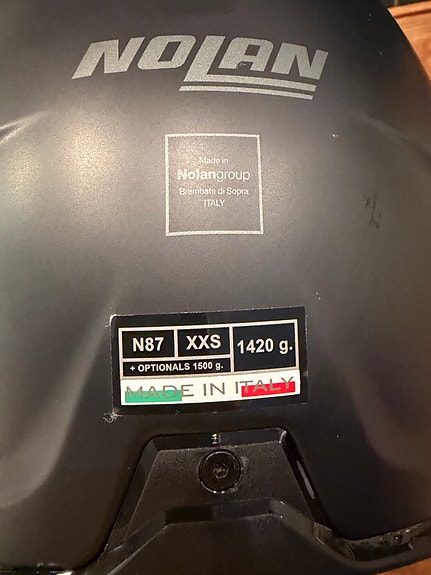 NOLAN
Made in
Nolangroup
Brembate di Sopra
ITALY
N87 XXS 1420 g.
+ OPTIONALS 1500 g.
MADE IN ITALY